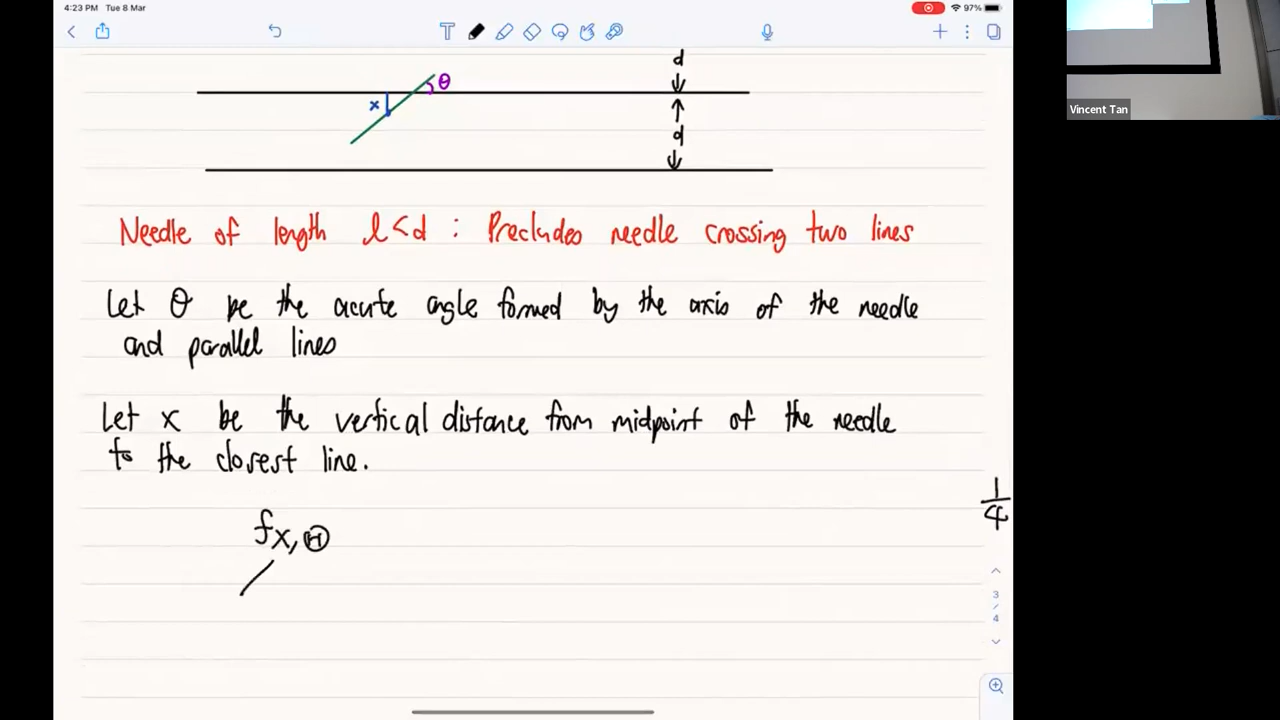 4:23 PM Tue 8 Mar
97%
T
d
θ
x
d
Needle of length l<d : Precludes needle crossing two lines
Let θ be the acute angle formed by the axis of the needle
and parallel lines
Let x be the vertical distance from midpoint of the needle
to the closest line.
fX,Θ
1
4
3
/
4
Vincent Tan